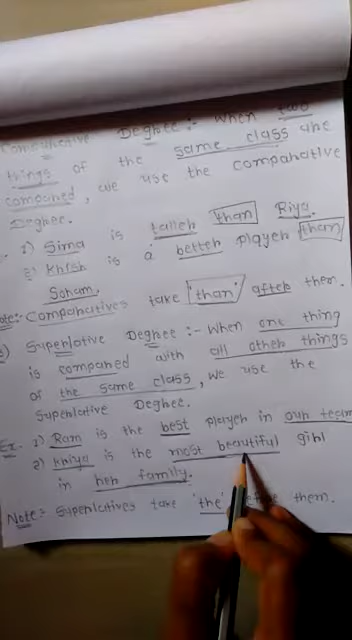 Comparative Degree :- When two
things of the same class are
compared, we use the comparative
Degree.
1) Sima is taller than Riya.
2) Krish is a better player than
Soham.
Note:- Comparatives take 'than' after them.
3) Superlative Degree :- When one thing
is compared with all other things
of the same class, we use the
superlative Degree.
Ex. 1) Ram is the best player in our team
2) is the most beautiful girl
in her family.
Note :- Superlatives take 'the' before them.